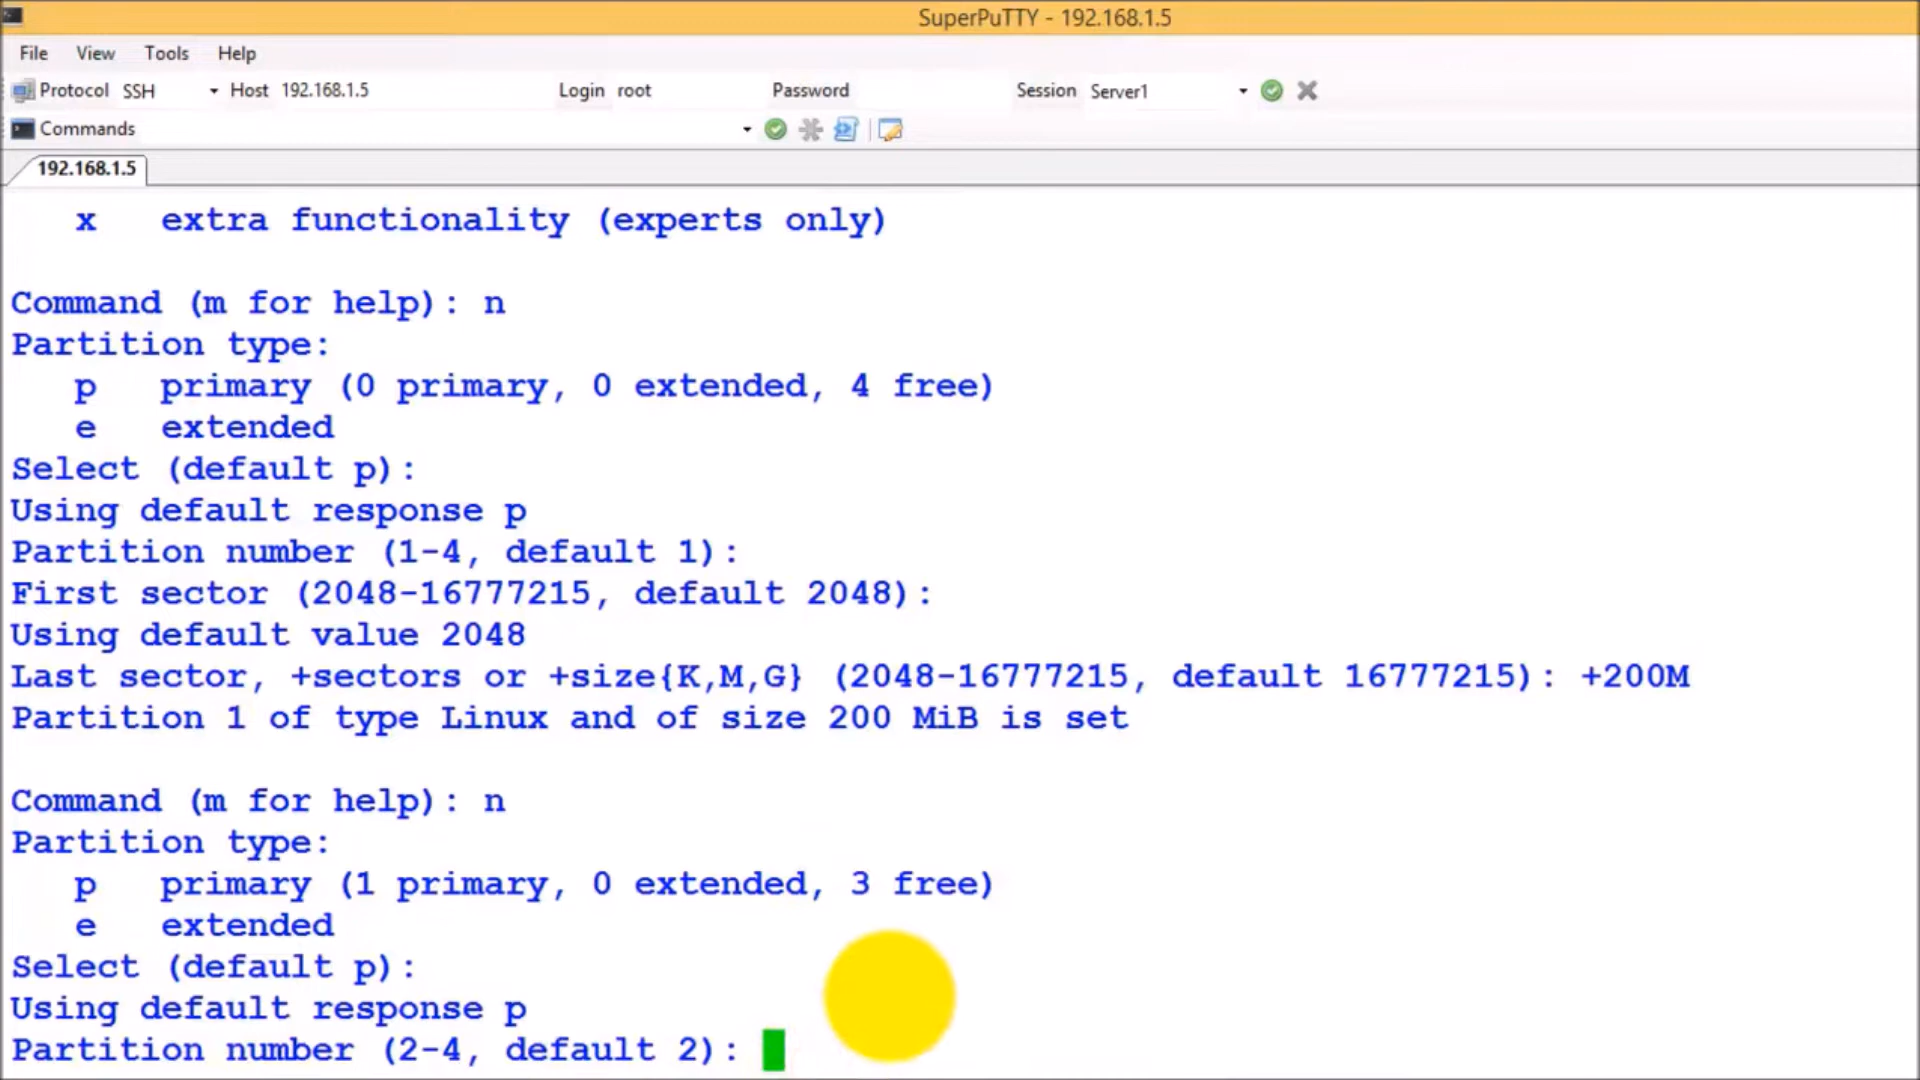 SuperPuTTY - 192.168.1.5
File View Tools Help
Protocol SSH Host 192.168.1.5 Login root Password Session Server1
Commands
192.168.1.5
x extra functionality (experts only)
Command (m for help): n
Partition type:
p primary (0 primary, 0 extended, 4 free)
e extended
Select (default p):
Using default response p
Partition number (1-4, default 1):
First sector (2048-16777215, default 2048):
Using default value 2048
Last sector, +sectors or +size{K,M,G} (2048-16777215, default 16777215): +200M
Partition 1 of type Linux and of size 200 MiB is set
Command (m for help): n
Partition type:
p primary (1 primary, 0 extended, 3 free)
e extended
Select (default p):
Using default response p
Partition number (2-4, default 2):